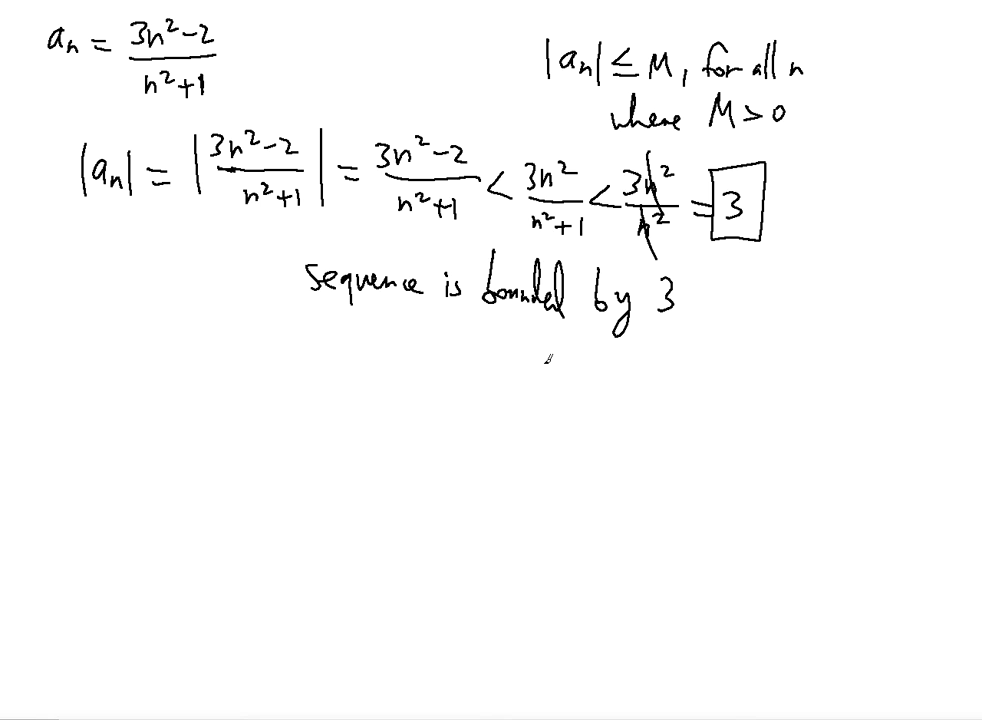 aₙ = (3n²-2)/(n²+1)
|aₙ| ≤ M, for all n
where M > 0
|aₙ| = |(3n²-2)/(n²+1)| = (3n²-2)/(n²+1) < 3n²/(n²+1) < 3n²/n² = 3
sequence is bounded by 3